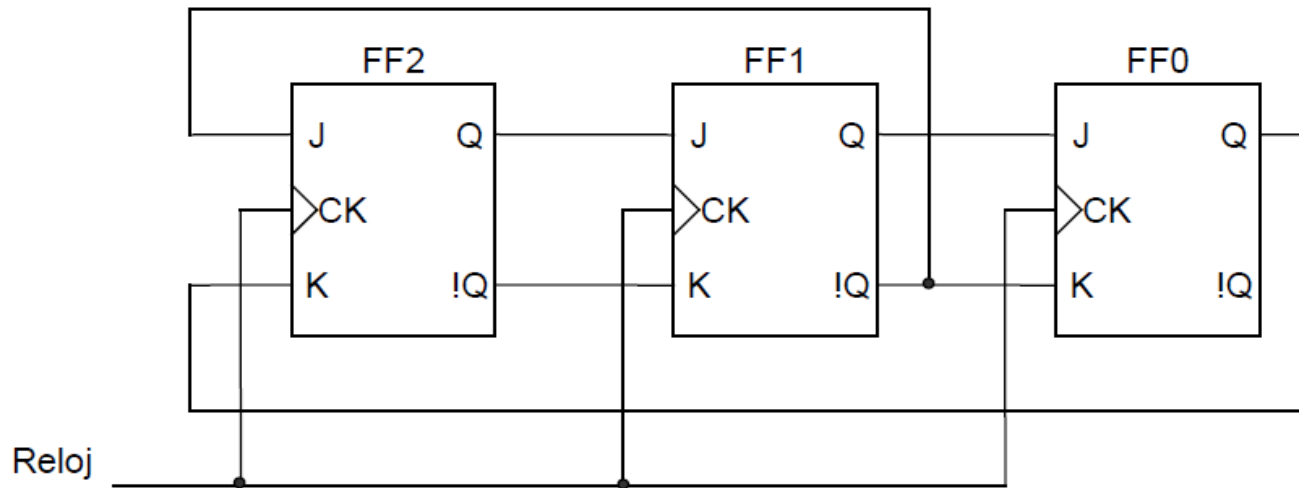 FF2 FF1 FF0
J Q J Q J Q
CK CK CK
K !Q K !Q K !Q
Reloj